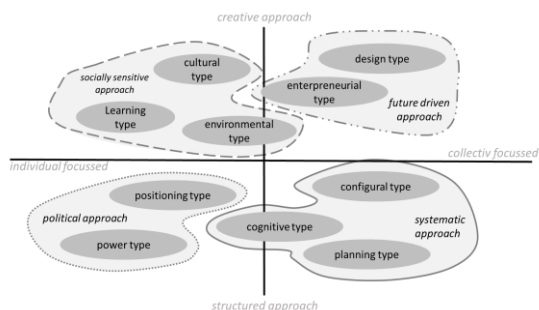 creative approach
cultural
type
socially sensitive
approach
Learning
type
environmental
type
design type
enterpreneurial
type
future driven
approach
individual focussed
collectiv focussed
positioning type
political approach
power type
configural type
cognitive type
systematic
approach
planning type
structured approach